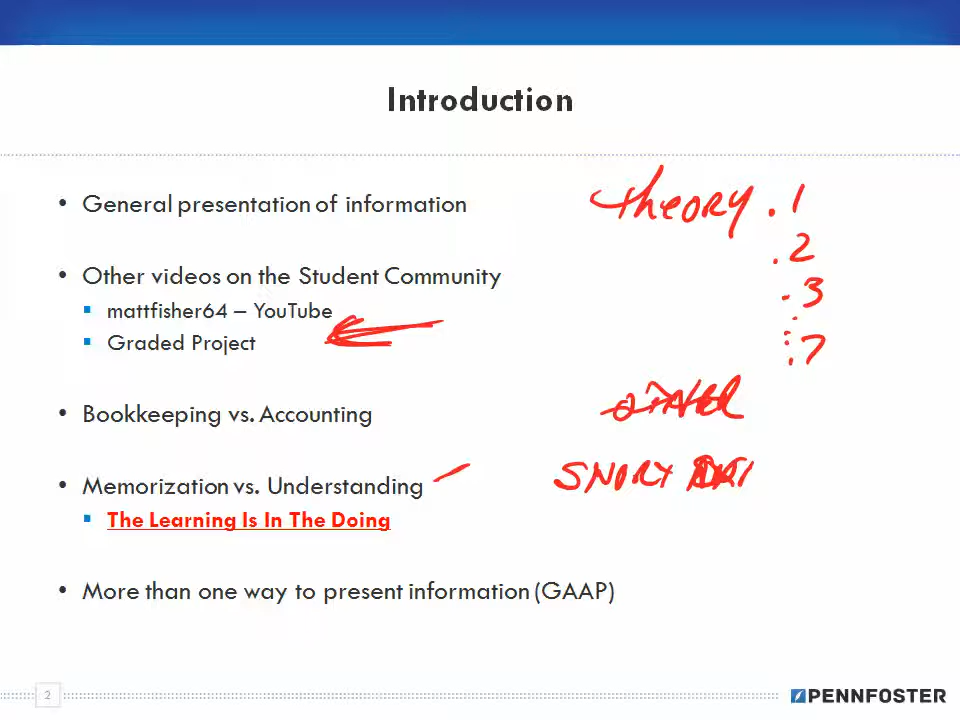 Introduction
• General presentation of information
theory . 1
. 2
. 3
• Other videos on the Student Community
▪ mattfisher64 – YouTube
▪ Graded Project
. 7
• Bookkeeping vs. Accounting
• Memorization vs. Understanding
▪ The Learning Is In The Doing
• More than one way to present information (GAAP)
2
PENNFOSTER